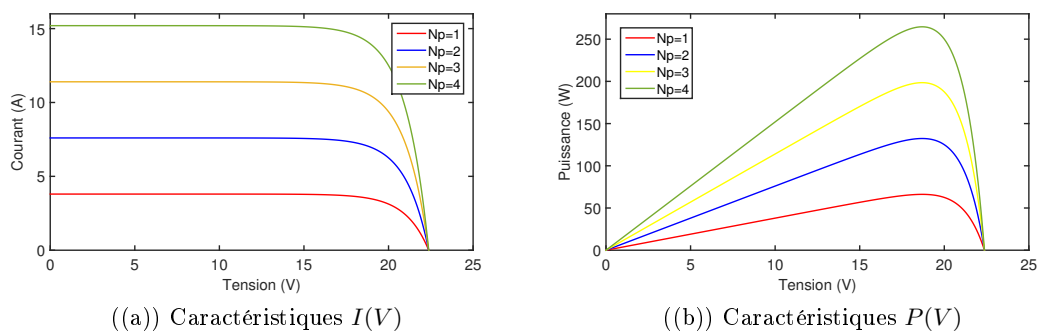 15
10
5
0
Courant (A)
Np=1
Np=2
Np=3
Np=4
0 5 10 15 20 25
Tension (V)
((a)) Caractéristiques I(V)
250
200
150
100
50
0
Puissance (W)
Np=1
Np=2
Np=3
Np=4
0 5 10 15 20 25
Tension (V)
((b)) Caractéristiques P(V)